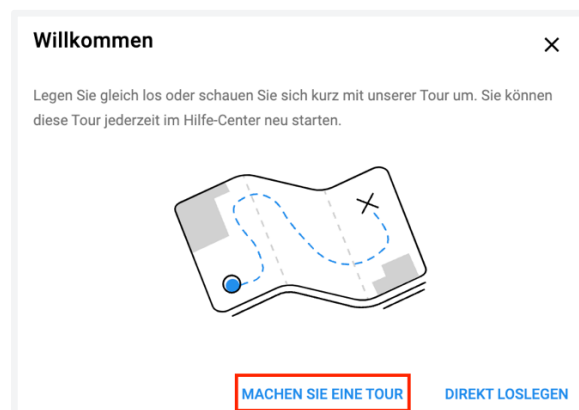 Willkommen
Legen Sie gleich los oder schauen Sie sich kurz mit unserer Tour um. Sie können
diese Tour jederzeit im Hilfe-Center neu starten.
MACHEN SIE EINE TOUR DIREKT LOSLEGEN